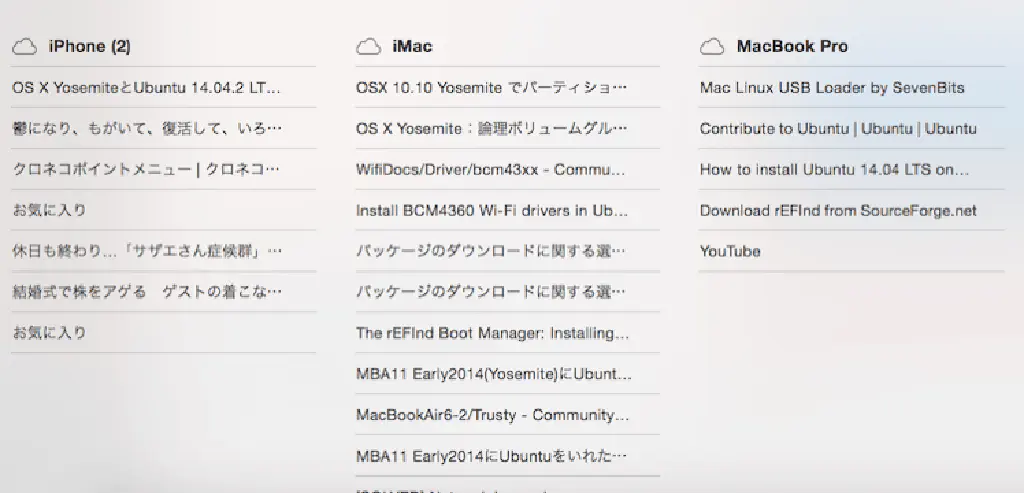 iPhone (2)
OS X YosemiteとUbuntu 14.04.2 LT…
鬱になり、もがいて、復活して、いろ…
クロネコポイントメニュー | クロネコ…
お気に入り
休日も終わり…「サザエさん症候群」…
結婚式で株をアゲる　ゲストの着こな…
お気に入り
iMac
OSX 10.10 Yosemite でパーティショ…
OS X Yosemite：論理ボリュームグル…
WifiDocs/Driver/bcm43xx - Commu…
Install BCM4360 Wi-Fi drivers in Ub…
パッケージのダウンロードに関する選…
パッケージのダウンロードに関する選…
The rEFInd Boot Manager: Installing…
MBA11 Early2014(Yosemite)にUbunt…
MacBookAir6-2/Trusty - Community…
MBA11 Early2014にUbuntuをいれた…
MacBook Pro
Mac Linux USB Loader by SevenBits
Contribute to Ubuntu | Ubuntu | Ubuntu
How to install Ubuntu 14.04 LTS on…
Download rEFInd from SourceForge.net
YouTube